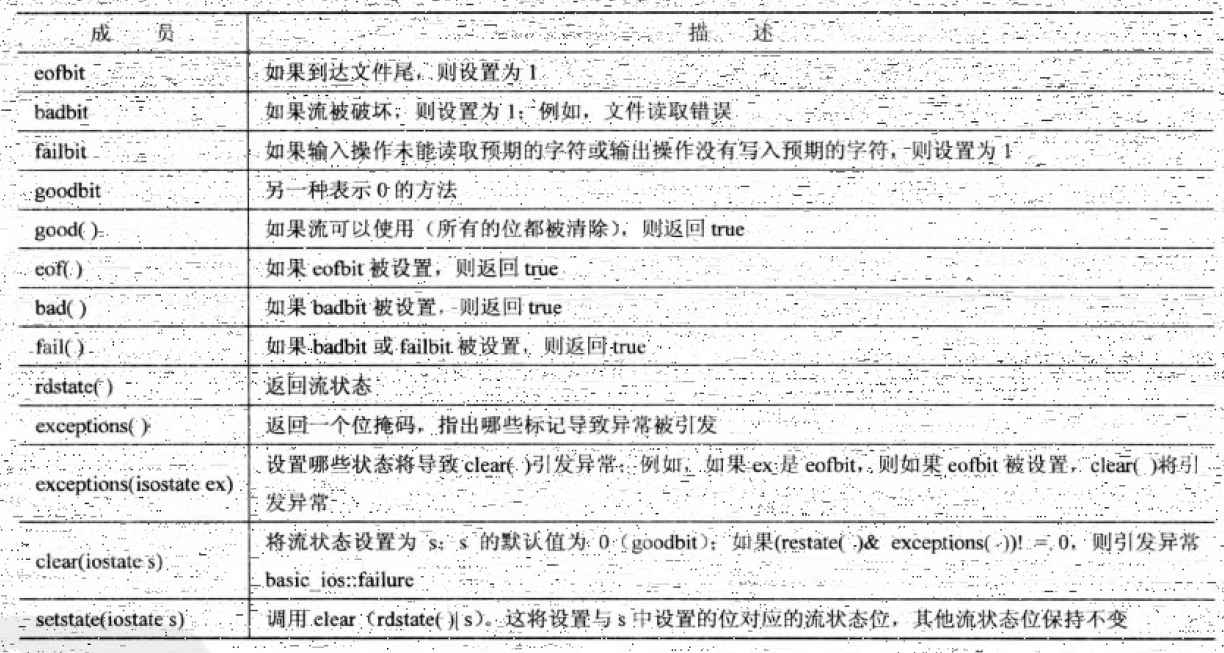 成 员 描 述
eofbit 如果到达文件尾，则设置为 1
badbit 如果流被破坏，则设置为 1；例如，文件读取错误
failbit 如果输入操作未能读取预期的字符或输出操作没有写入预期的字符，则设置为 1
goodbit 另一种表示 0 的方法
good( ) 如果流可以使用（所有的位都被清除），则返回 true
eof( ) 如果 eofbit 被设置，则返回 true
bad( ) 如果 badbit 被设置，则返回 true
fail( ) 如果 badbit 或 failbit 被设置，则返回 true
rdstate( ) 返回流状态
exceptions( ) 返回一个位掩码，指出哪些标记导致异常被引发
exceptions(isostate ex) 设置哪些状态将导致 clear( )引发异常；例如，如果 ex 是 eofbit，则如果 eofbit 被设置，clear( )将引
发异常
clear(iostate s) 将流状态设置为 s；s 的默认值为 0（goodbit）；如果(restate( )& exceptions( ))! = 0，则引发异常
basic_ios::failure
setstate(iostate s) 调用 clear（rdstate( )| s）。这将设置与 s 中设置的位对应的流状态位，其他流状态位保持不变